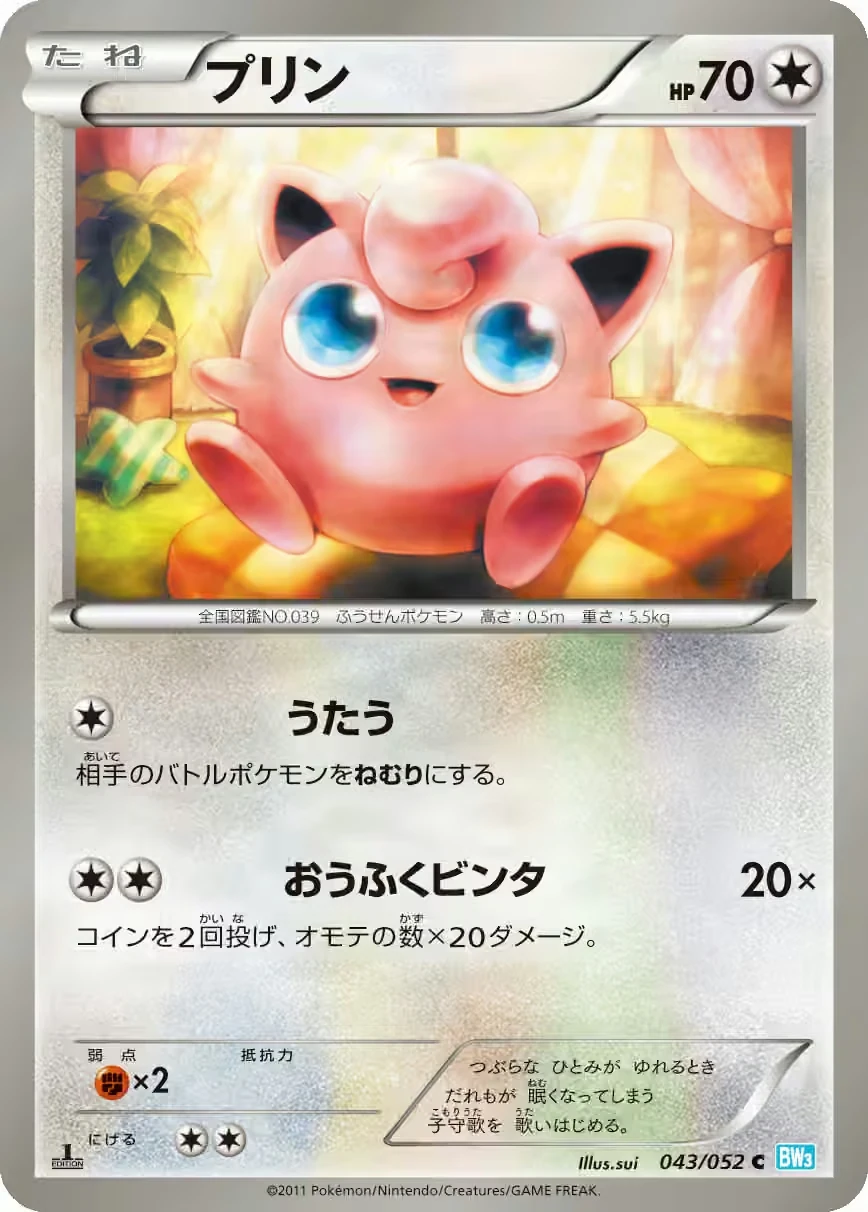 たね プリン HP70
全国図鑑NO.039 ふうせんポケモン 高さ：0.5m 重さ：5.5kg
うたう
相手のバトルポケモンをねむりにする。
おうふくビンタ 20×
コインを2回投げ、オモテの数×20ダメージ。
弱点 抵抗力
×2
にげる
つぶらな ひとみが ゆれるとき
だれもが 眠くなってしまう
子守歌を 歌いはじめる。
1 EDITION
Illus.sui 043/052 C BW3
©2011 Pokémon/Nintendo/Creatures/GAME FREAK.